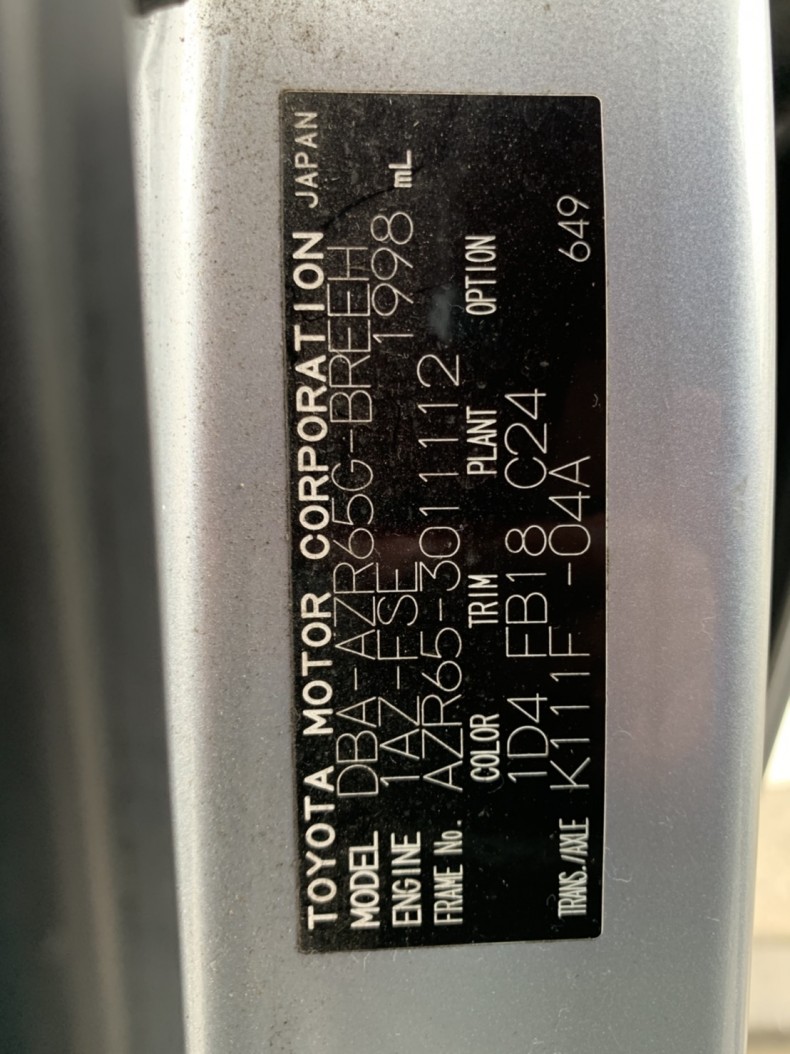 TOYOTA MOTOR CORPORATION JAPAN
MODEL DBA-AZR65G-BREEH
ENGINE 1AZ-FSE 1998 mL
FRAME No. AZR65-3011112
COLOR TRIM PLANT OPTION
1D4 FB18 C24
TRANS./AXLE K111F -04A 649